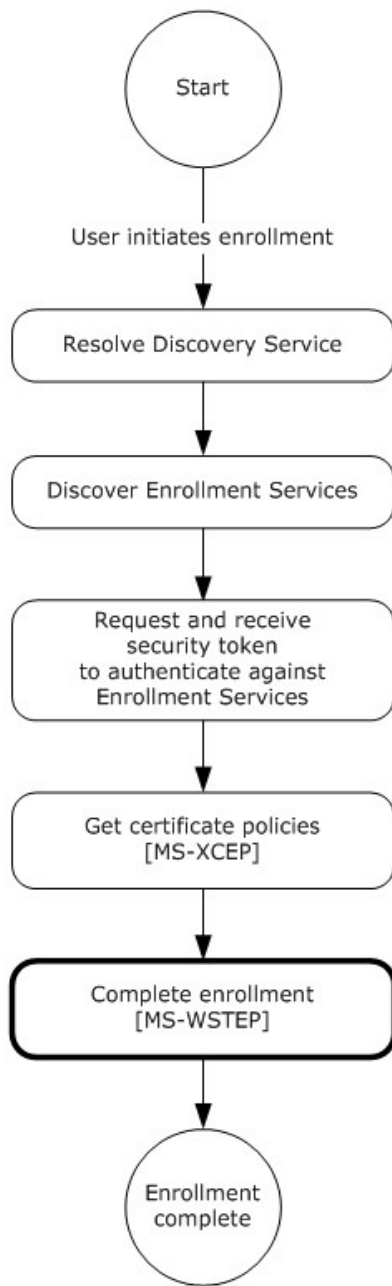 Start
User initiates enrollment
Resolve Discovery Service
Discover Enrollment Services
Request and receive
security token
to authenticate against
Enrollment Services
Get certificate policies
[MS-XCEP]
Complete enrollment
[MS-WSTEP]
Enrollment
complete